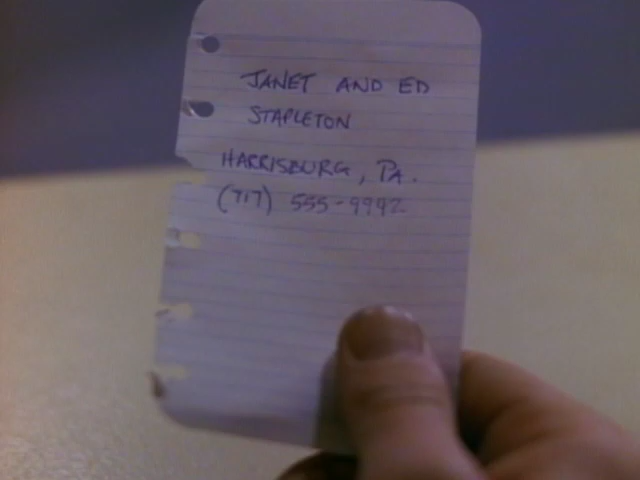 JANET AND ED
STAPLETON
HARRISBURG, PA.
(717) 555-9992